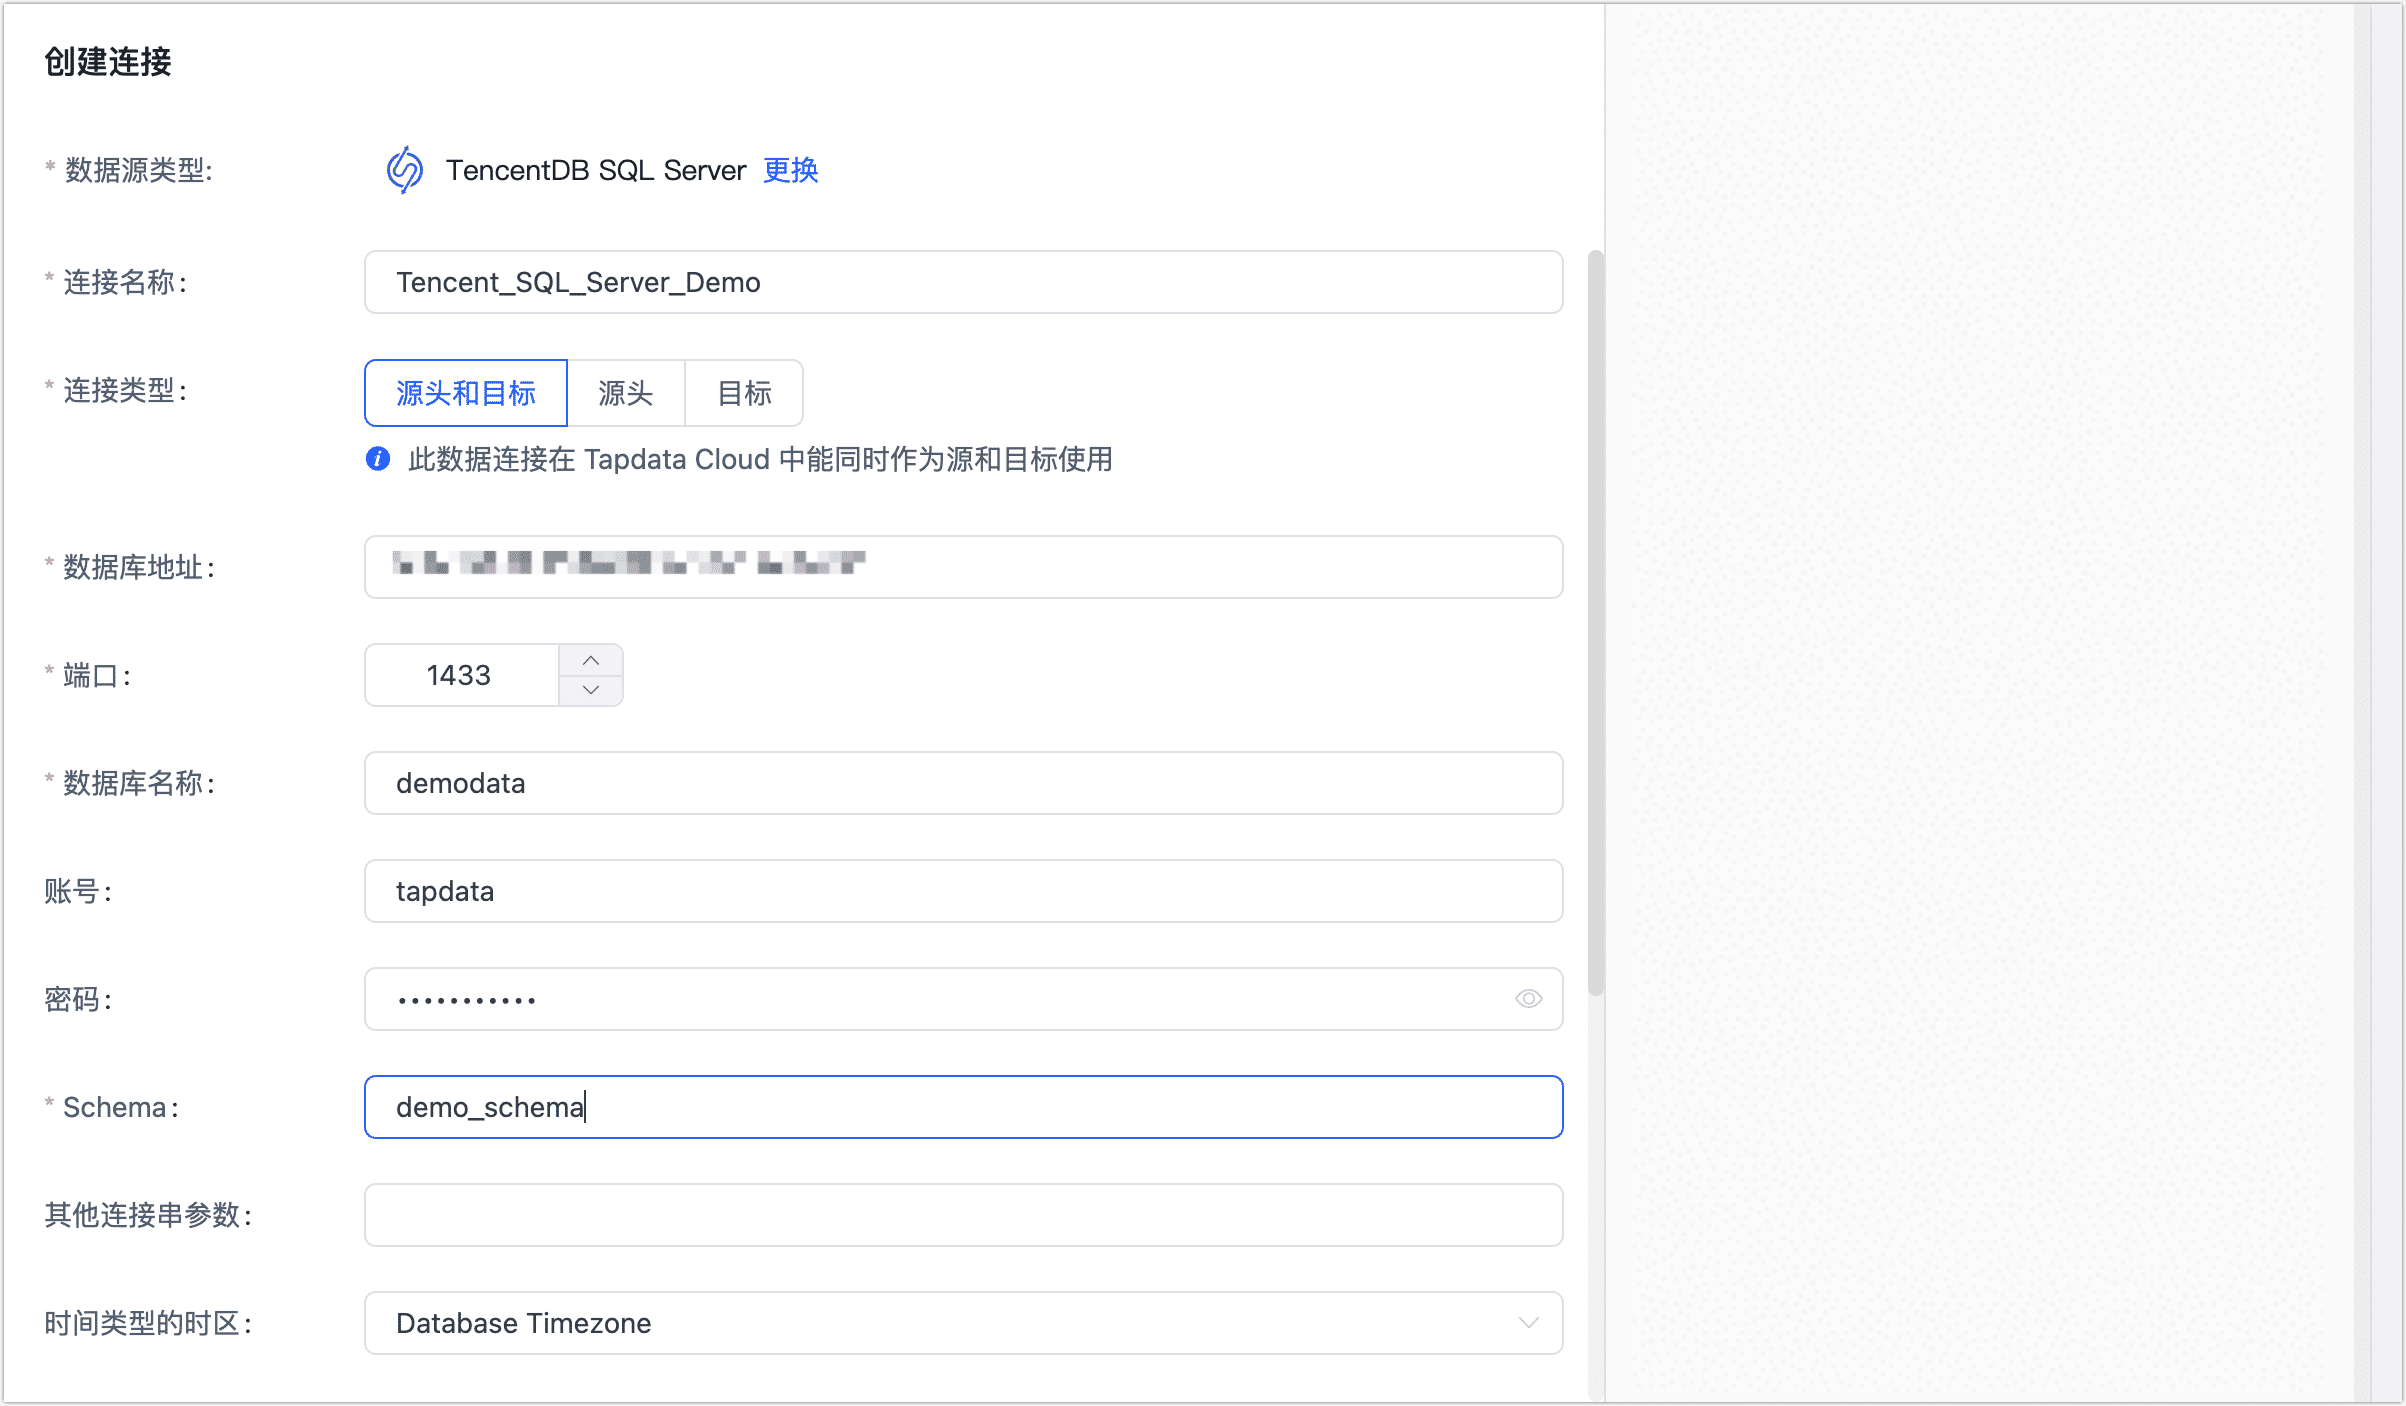 创建连接
* 数据源类型: TencentDB SQL Server 更换
* 连接名称: Tencent_SQL_Server_Demo
* 连接类型: 源头和目标 源头 目标
此数据连接在 Tapdata Cloud 中能同时作为源和目标使用
* 数据库地址:
* 端口: 1433
* 数据库名称: demodata
账号: tapdata
密码: •••••••••••
* Schema: demo_schema
其他连接串参数:
时间类型的时区: Database Timezone